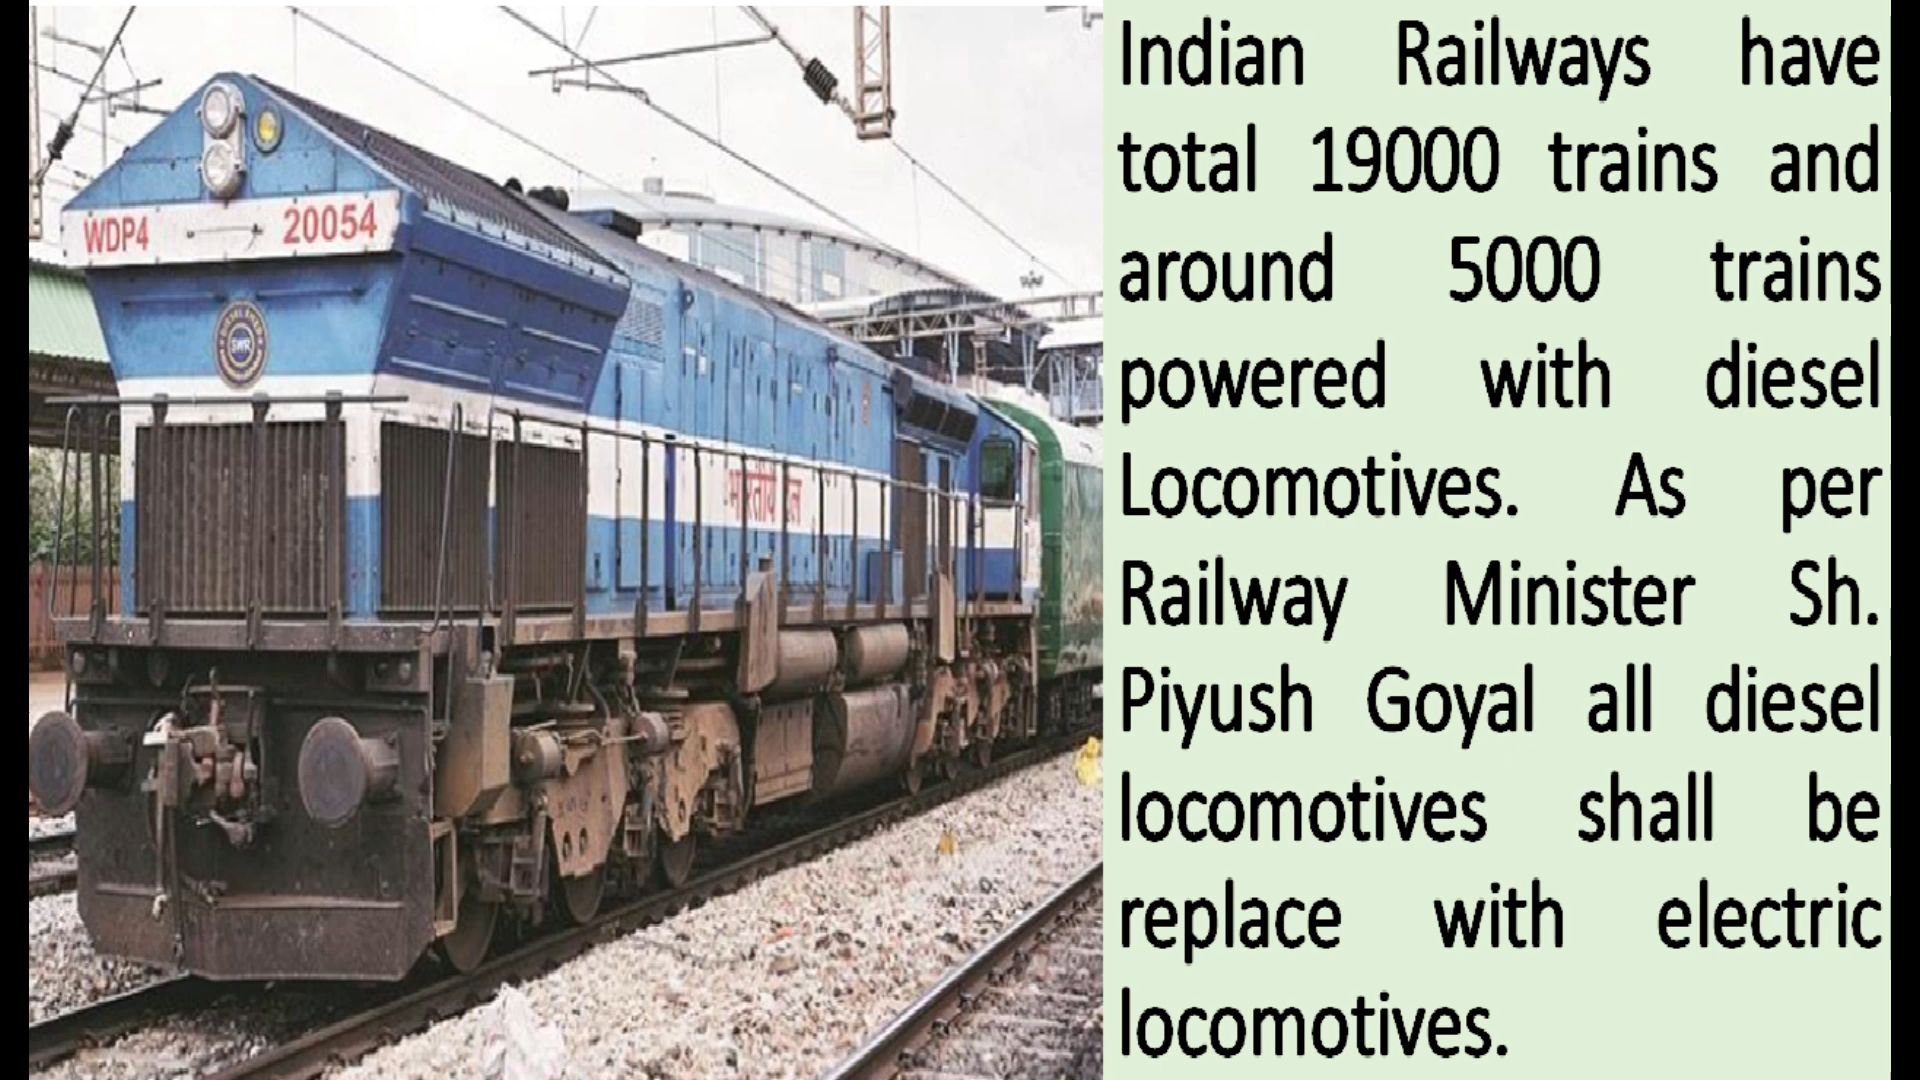 WDP4 20054
SWR
Indian Railways have
total 19000 trains and
around 5000 trains
powered with diesel
Locomotives. As per
Railway Minister Sh.
Piyush Goyal all diesel
locomotives shall be
replace with electric
locomotives.